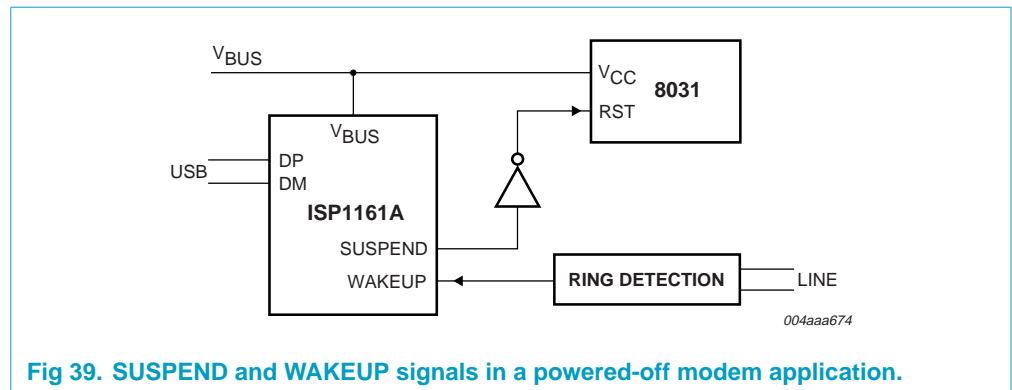 VBUS
VCC
8031
RST
VBUS
DP
USB
DM
ISP1161A
SUSPEND
WAKEUP
RING DETECTION
LINE
004aaa674
Fig 39. SUSPEND and WAKEUP signals in a powered-off modem application.